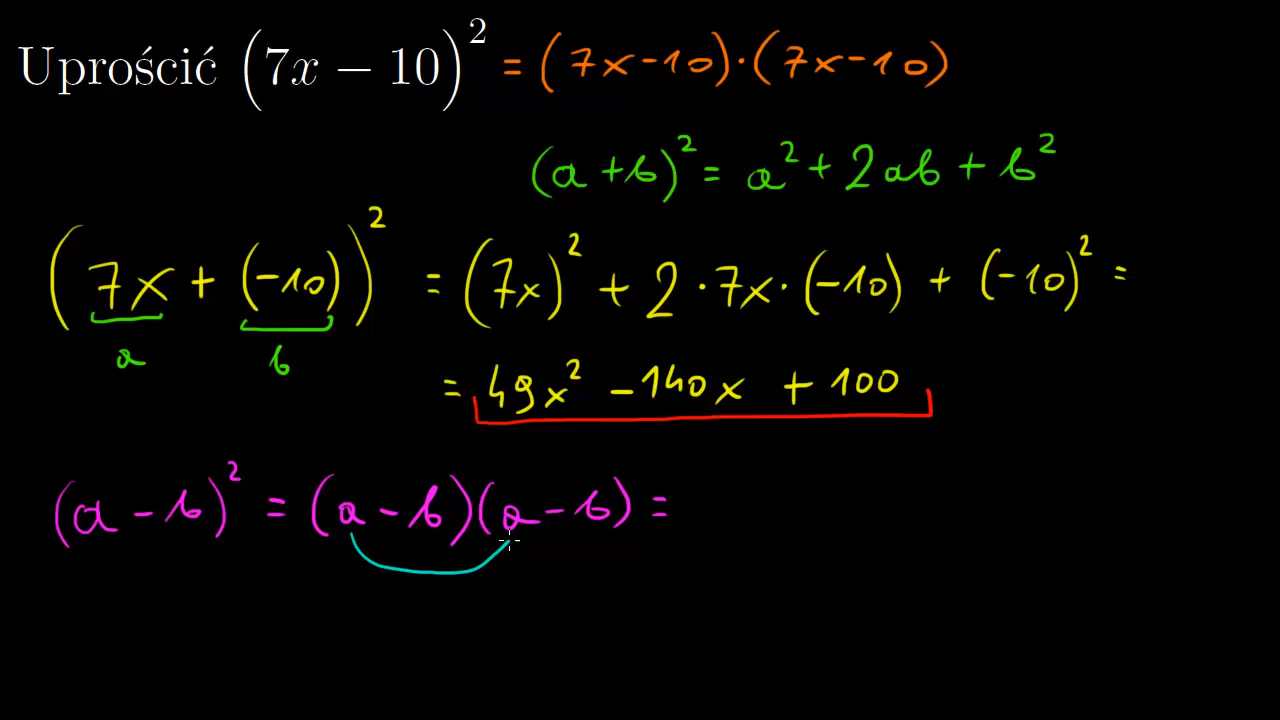 Uprościć (7x − 10)² = (7x−10)·(7x−10)
(a+b)² = a² + 2ab + b²
(7x + (−10))² = (7x)² + 2·7x·(−10) + (−10)² =
a b
= 49x² − 140x + 100
(a − b)² = (a − b)(a − b) =